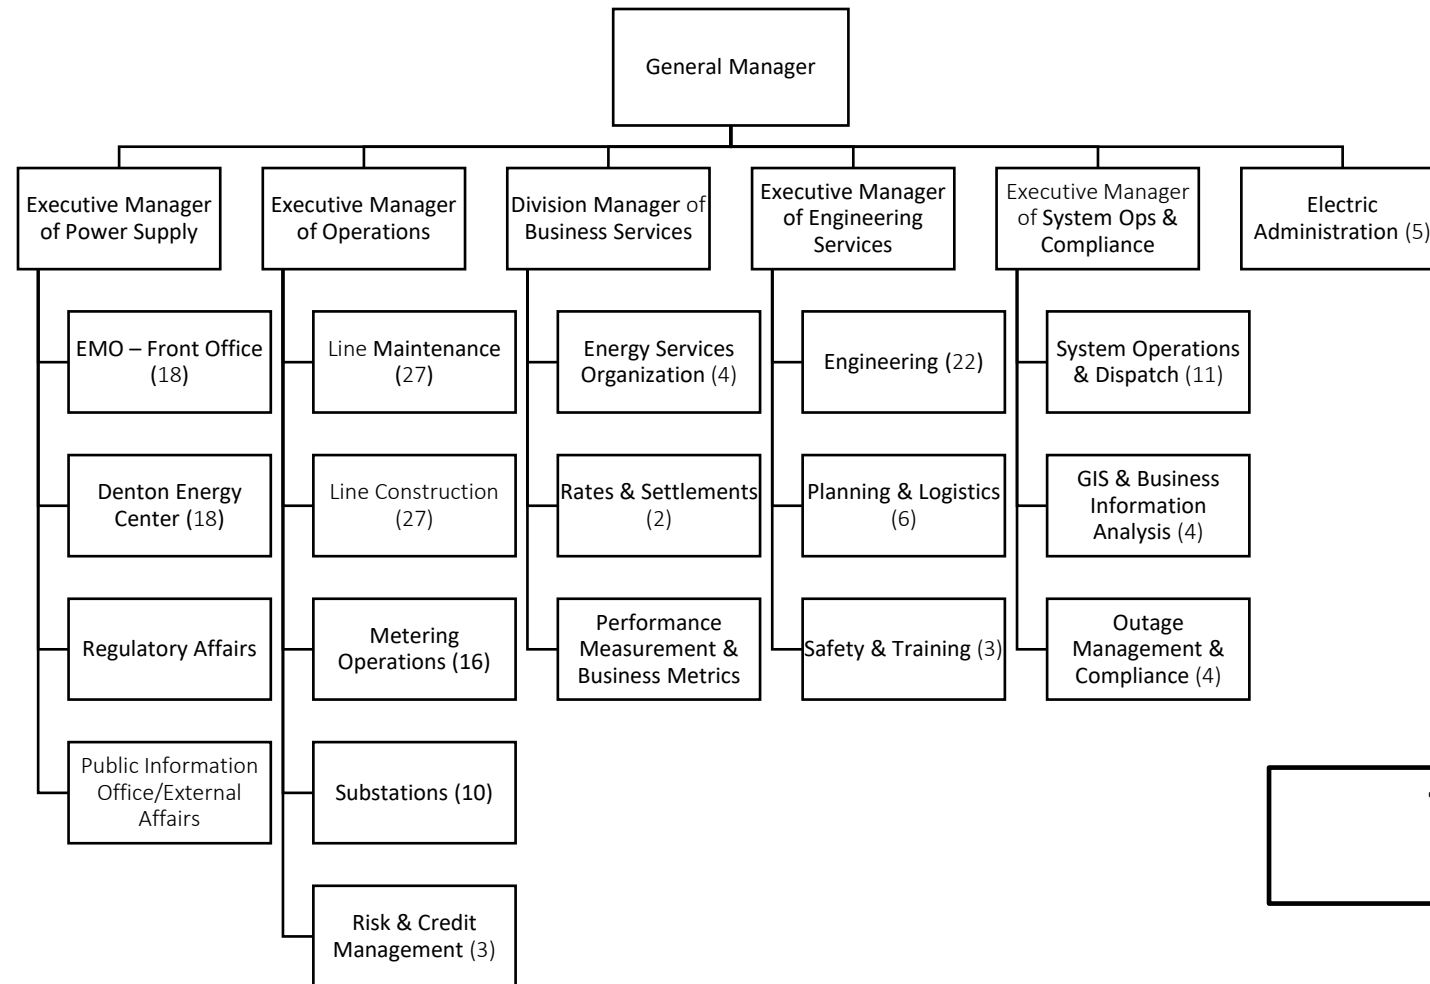 General Manager
Executive Manager
of Power Supply
Executive Manager
of Operations
Division Manager of
Business Services
Executive Manager
of Engineering
Services
Executive Manager
of System Ops &
Compliance
Electric
Administration (5)
EMO – Front Office
(18)
Denton Energy
Center (18)
Regulatory Affairs
Public Information
Office/External
Affairs
Line Maintenance
(27)
Line Construction
(27)
Metering
Operations (16)
Substations (10)
Risk & Credit
Management (3)
Energy Services
Organization (4)
Rates & Settlements
(2)
Performance
Measurement &
Business Metrics
Engineering (22)
Planning & Logistics
(6)
Safety & Training (3)
System Operations
& Dispatch (11)
GIS & Business
Information
Analysis (4)
Outage
Management &
Compliance (4)